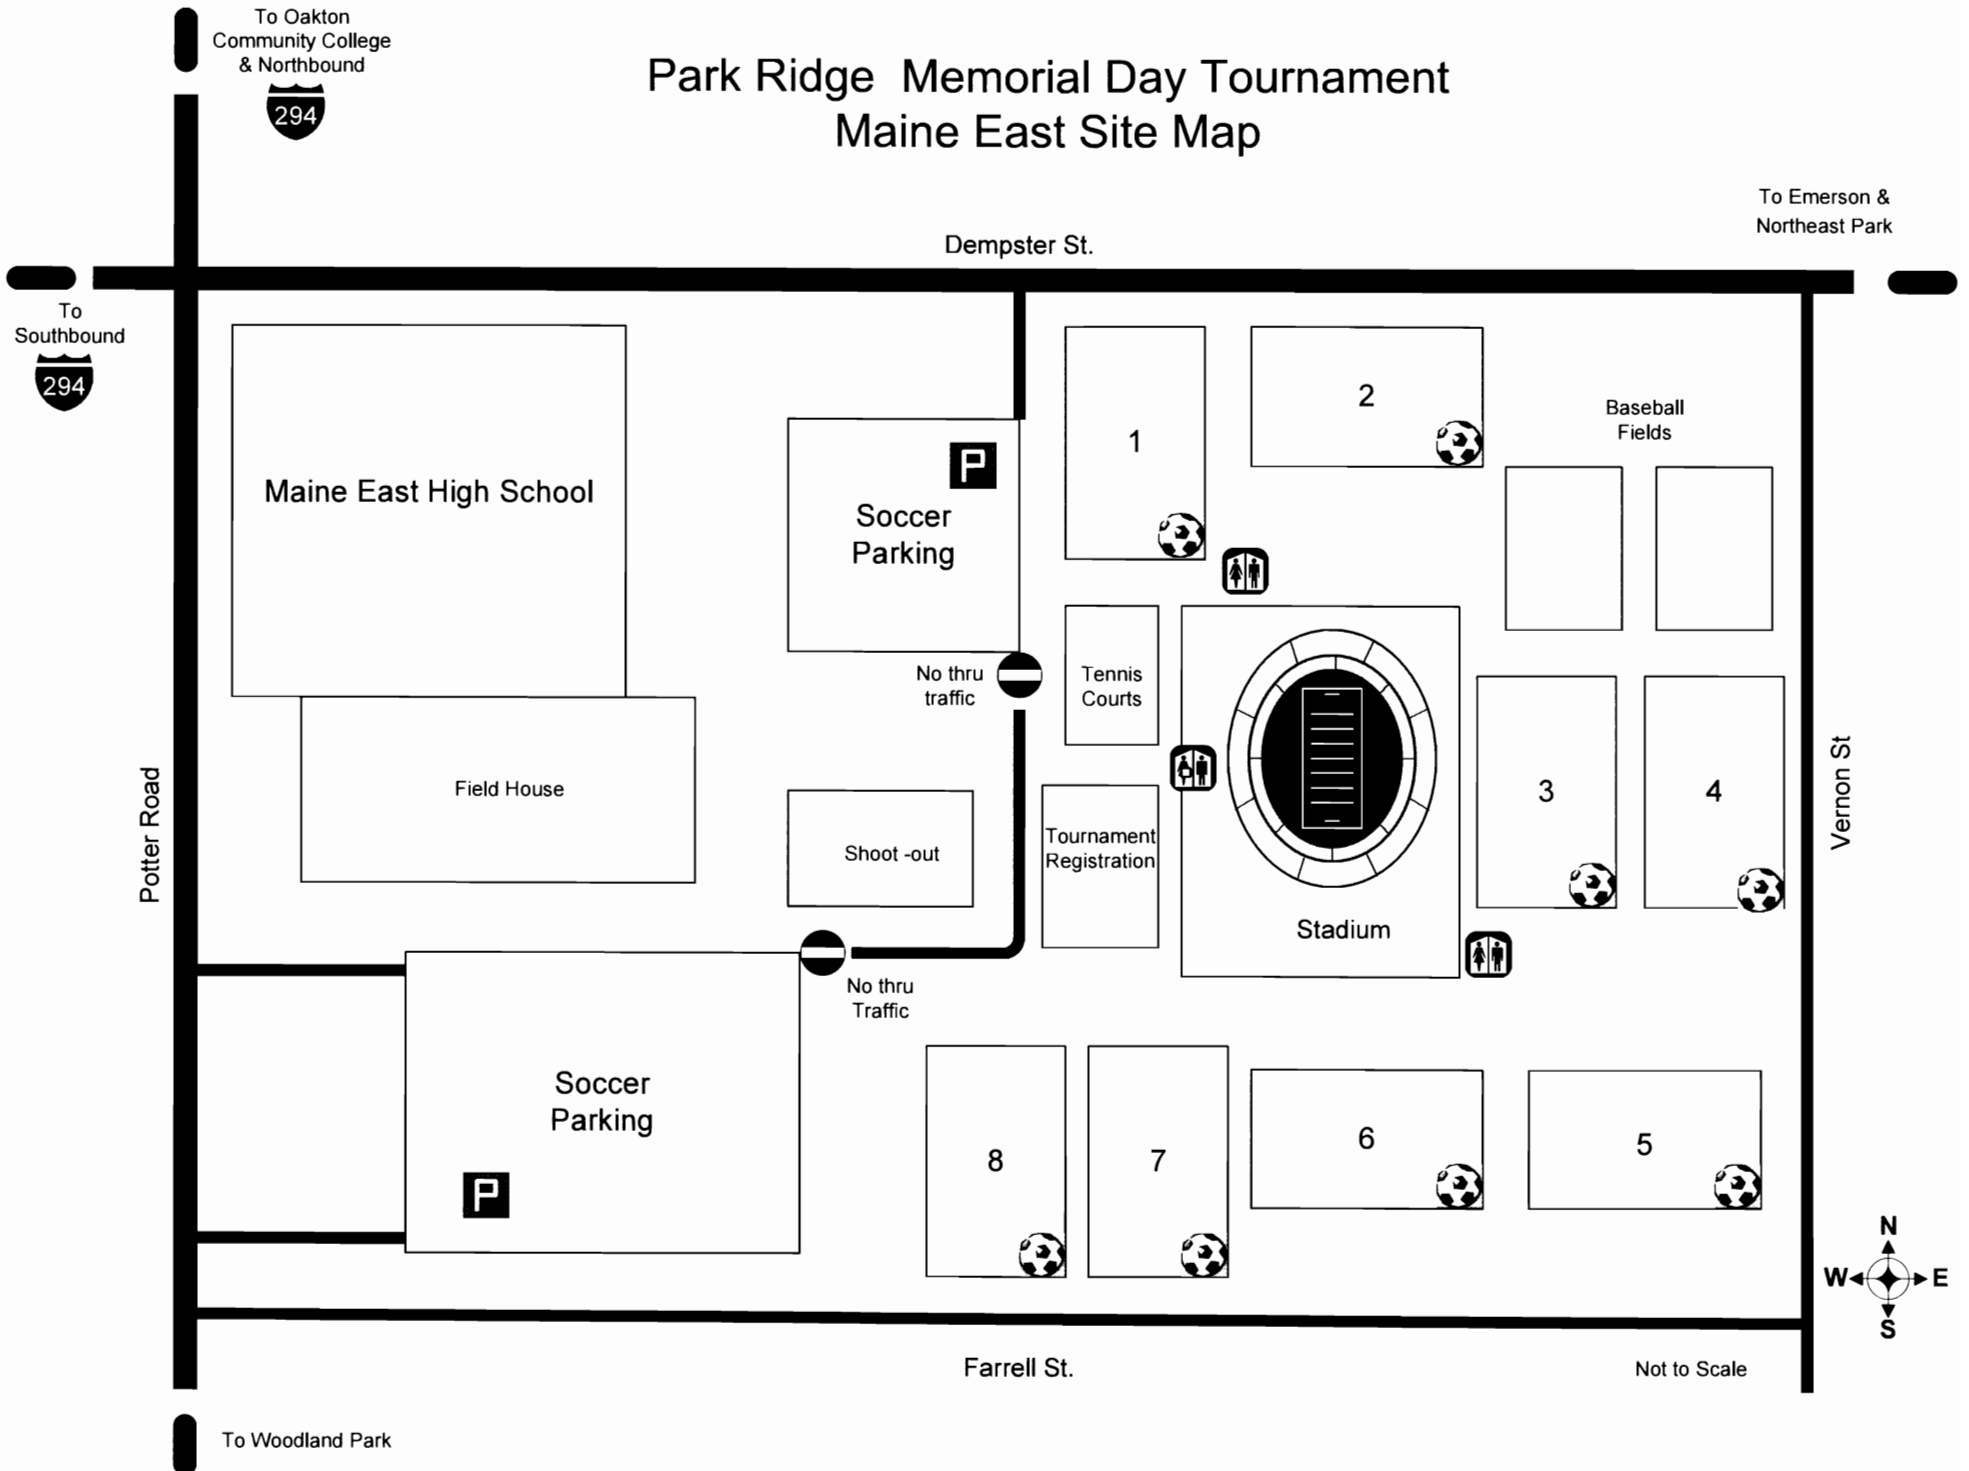 To Oakton
Community College
& Northbound
294
Park Ridge Memorial Day Tournament
Maine East Site Map
To Emerson &
Northeast Park
Dempster St.
To
Southbound
294
Maine East High School
P
Soccer
Parking
1
2
Baseball
Fields
No thru
traffic
Tennis
Courts
Potter Road
Field House
Shoot -out
Tournament
Registration
Stadium
3
4
Vernon St
No thru
Traffic
Soccer
Parking
P
8
7
6
5
N
W
E
S
Farrell St.
Not to Scale
To Woodland Park